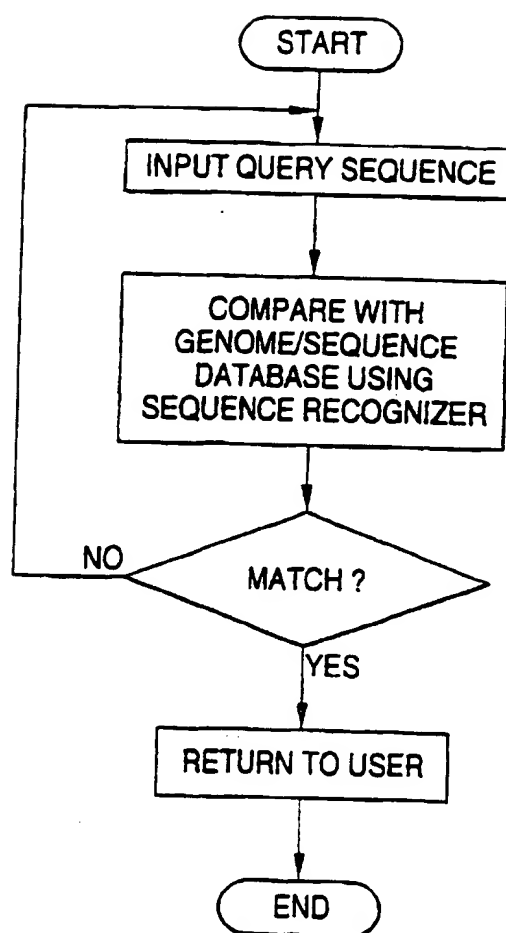 START
INPUT QUERY SEQUENCE
COMPARE WITH
GENOME/SEQUENCE
DATABASE USING
SEQUENCE RECOGNIZER
NO
MATCH ?
YES
RETURN TO USER
END